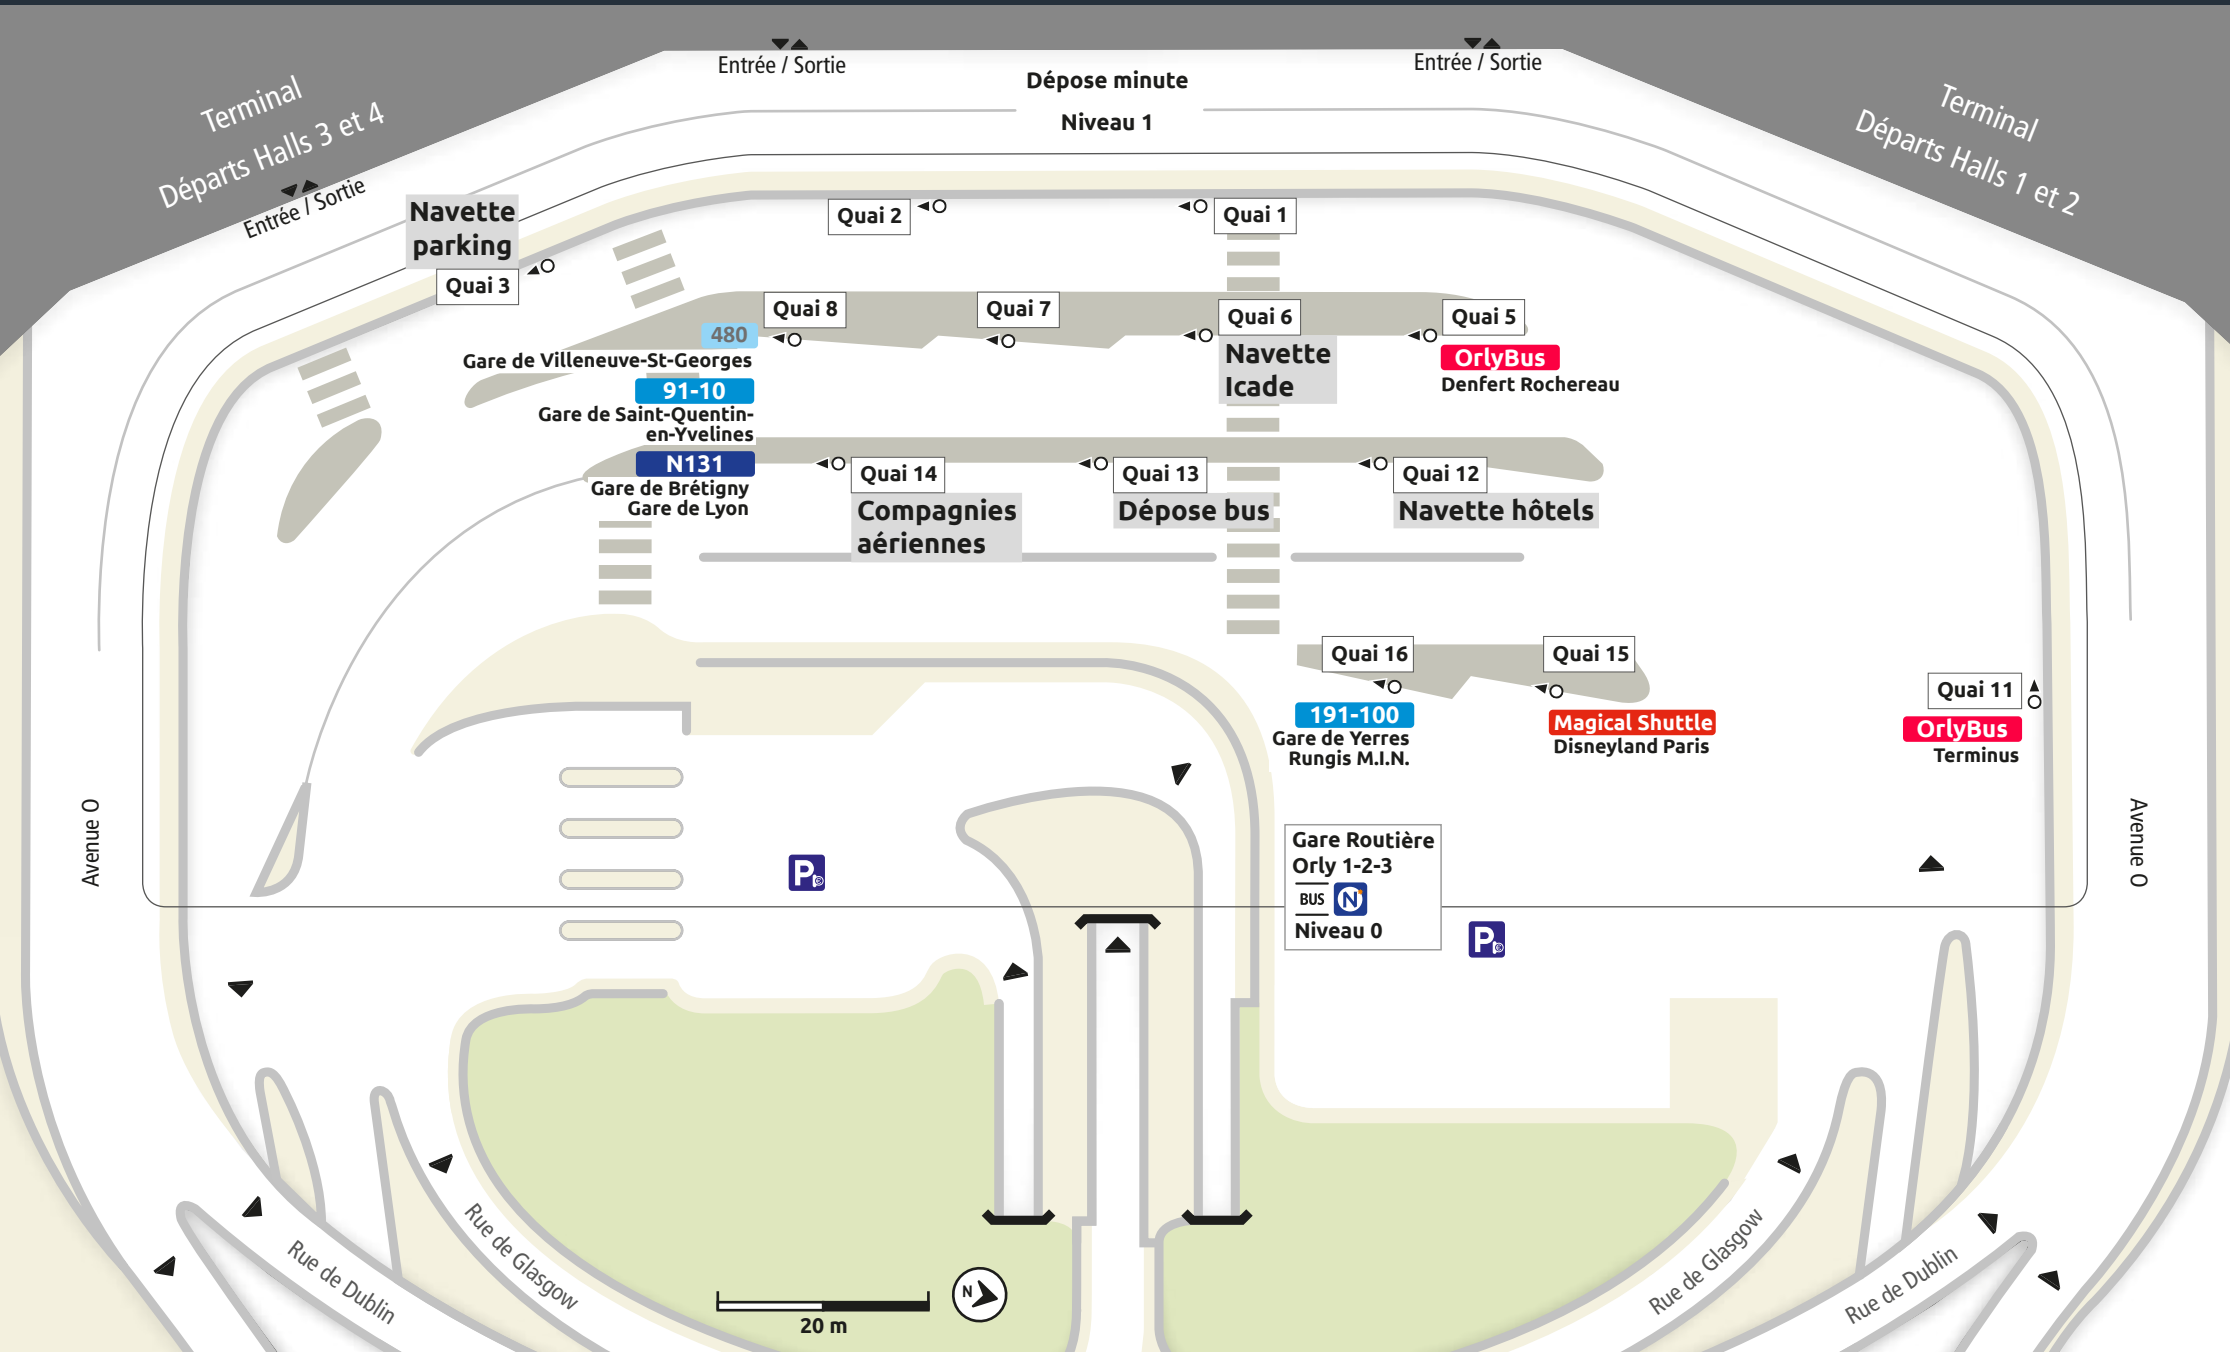 Entrée / Sortie
Entrée / Sortie
Dépose minute
Niveau 1
Terminal
Départs Halls 3 et 4
Entrée / Sortie
Terminal
Départs Halls 1 et 2
Navette
parking
Quai 3
Quai 2
Quai 1
Quai 8
Quai 7
Quai 6
Navette
Icade
Quai 5
OrlyBus
Denfert Rochereau
480
Gare de Villeneuve-St-Georges
91-10
Gare de Saint-Quentin-
en-Yvelines
N131
Gare de Brétigny
Gare de Lyon
Quai 14
Compagnies
aériennes
Quai 13
Dépose bus
Quai 12
Navette hôtels
Quai 16
191-100
Gare de Yerres
Rungis M.I.N.
Quai 15
Magical Shuttle
Disneyland Paris
Quai 11
OrlyBus
Terminus
Avenue 0
Avenue 0
P
Gare Routière
Orly 1-2-3
BUS N
Niveau 0
P
Rue de Dublin
Rue de Glasgow
20 m
N
Rue de Glasgow
Rue de Dublin